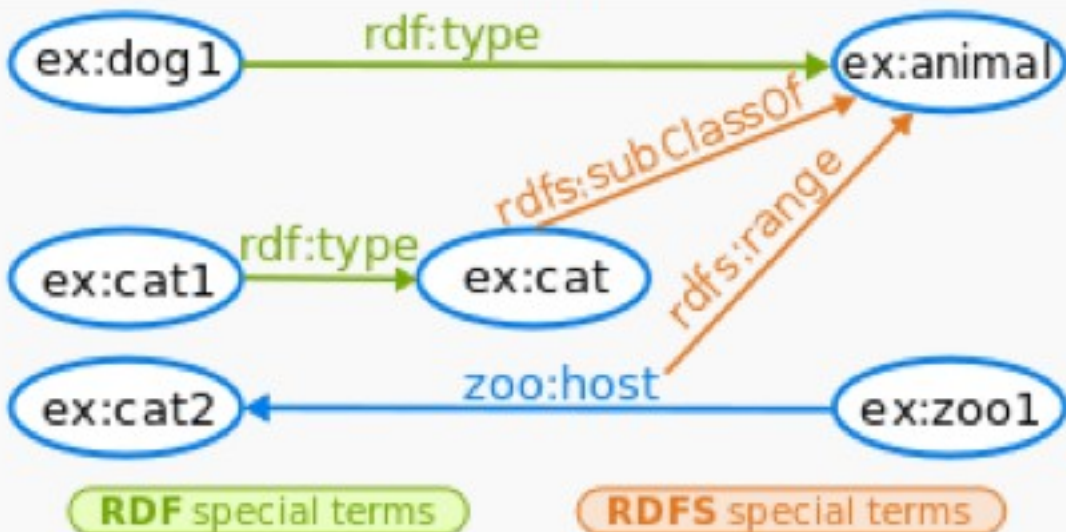 rdf:type
ex:dog1
ex:animal
rdfs:subClassOf
rdfs:range
rdf:type
ex:cat1
ex:cat
zoo:host
ex:cat2
ex:zoo1
RDF special terms
RDFS special terms